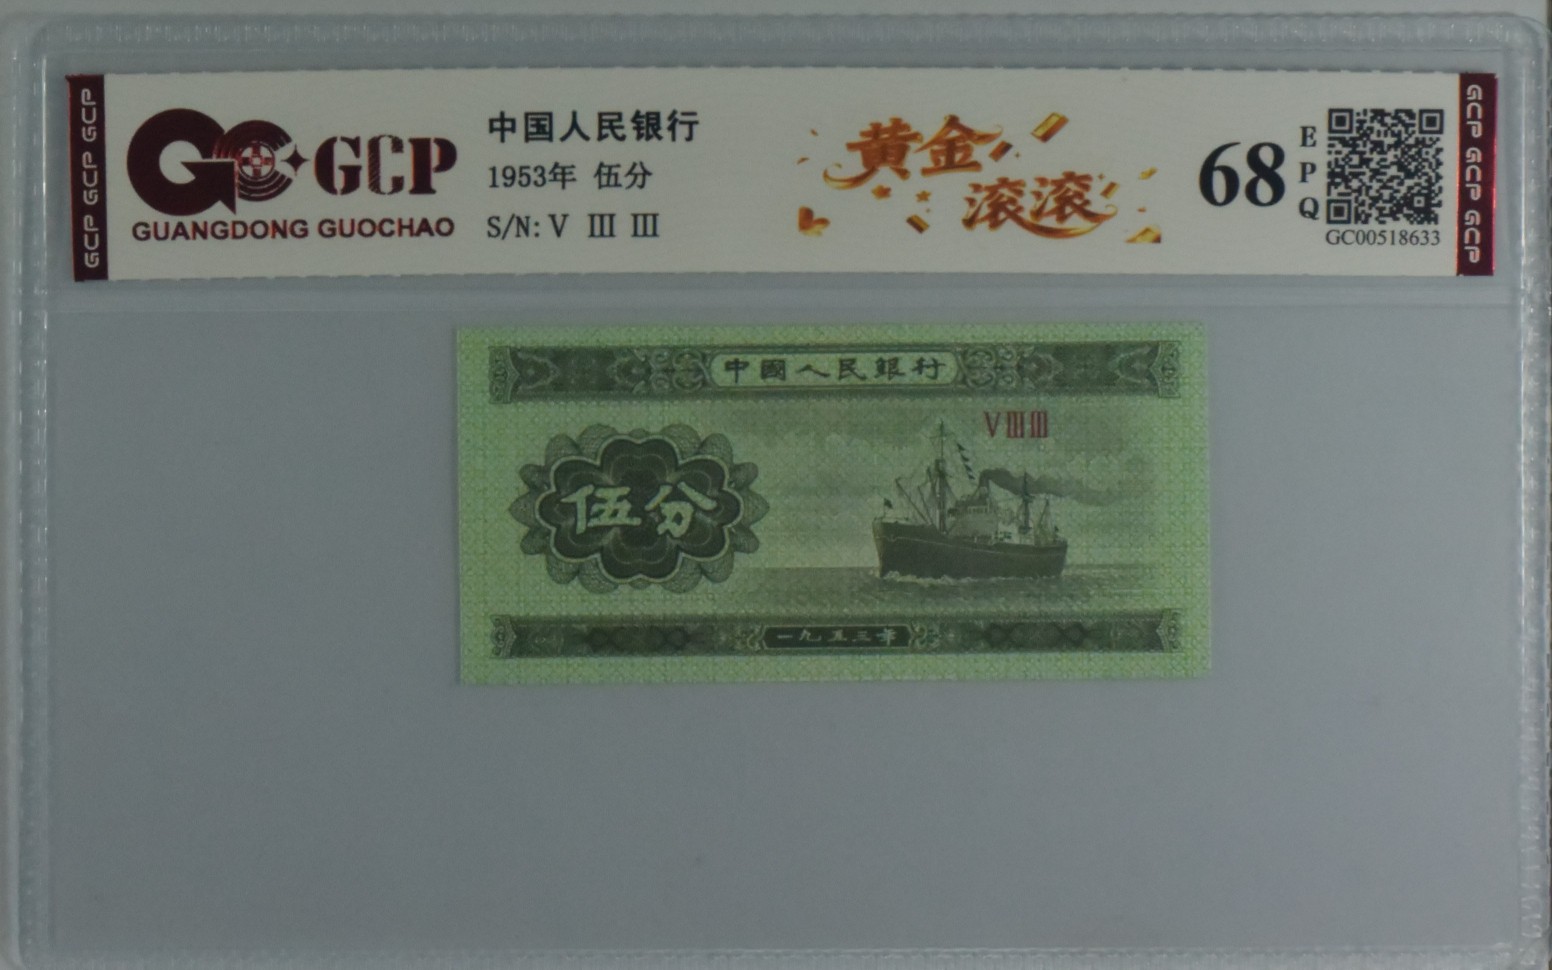 GCP GCP GCP
GCP
GUANGDONG GUOCHAO
中国人民银行
1953年 伍分
S/N: V Ⅲ Ⅲ
黄金
滚滚
68
E
P
Q
GC00518633
GCP GCP GCP
中國人民銀行
VⅢⅢ
伍分
一九五三年